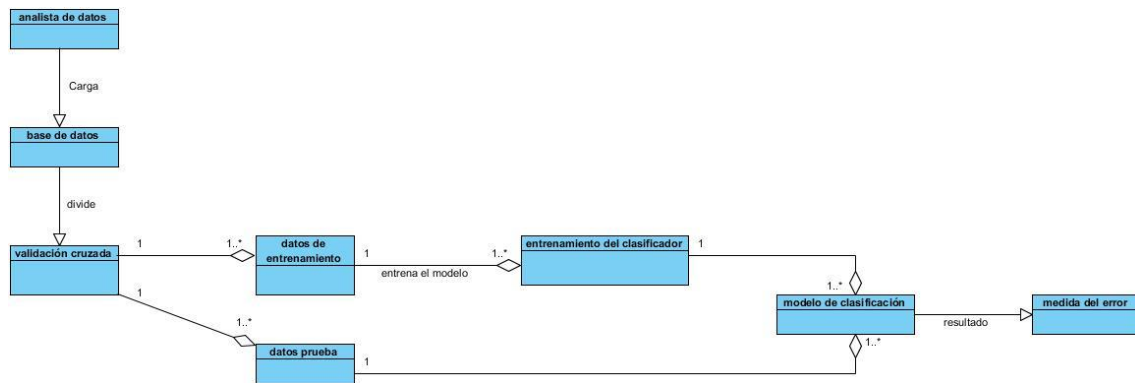 analista de datos
Carga
base de datos
divide
validación cruzada
1
1..*
datos de
entrenamiento
1
entrena el modelo
1..*
entrenamiento del clasificador
1
1..*
modelo de clasificación
resultado
medida del error
1
1..*
datos prueba
1
1..*